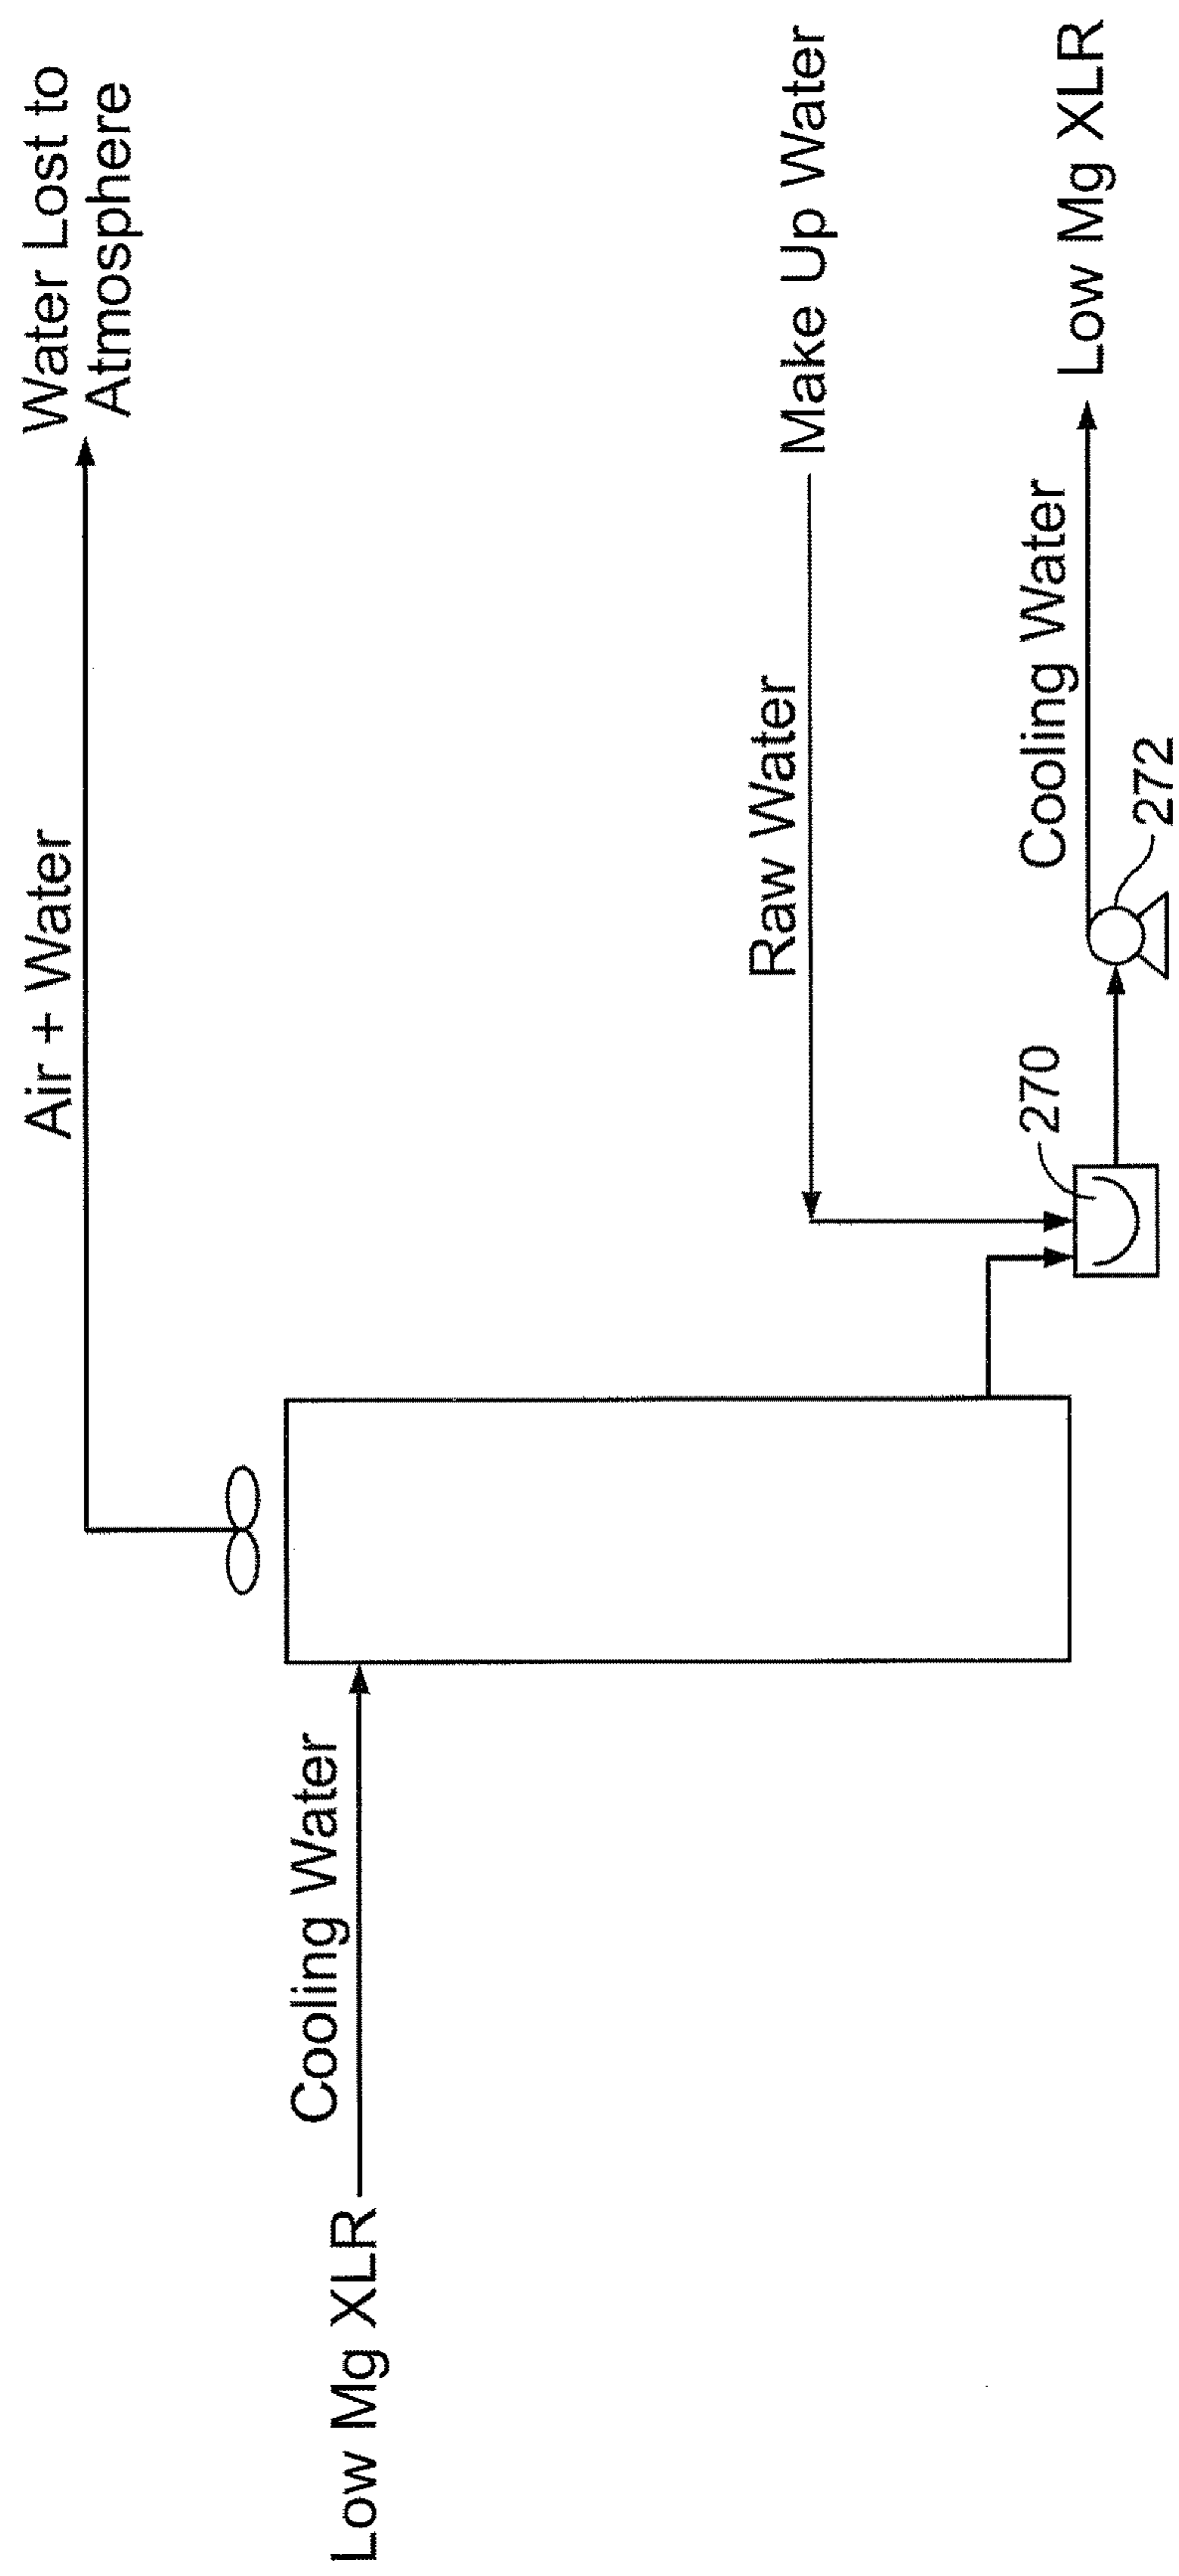 Water Lost to
Atmosphere
Air + Water
Low Mg XLR
Cooling Water
Raw Water
Make Up Water
270
272
Cooling Water
Low Mg XLR